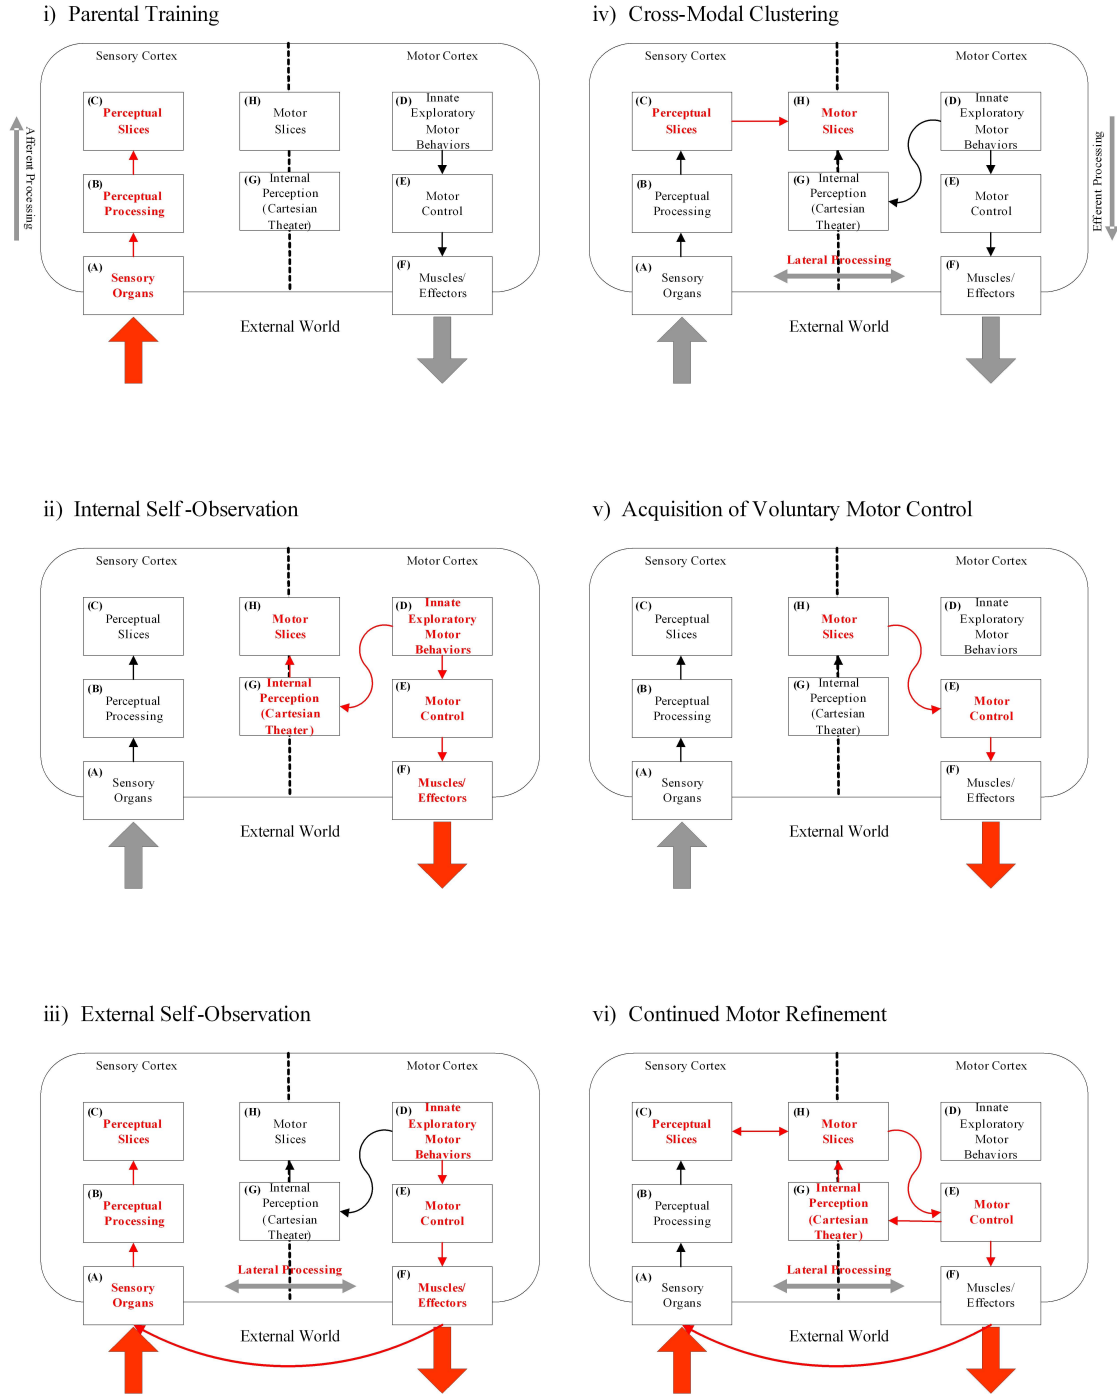 i) Parental Training
Sensory Cortex
Motor Cortex
(C) Perceptual
Slices
(H) Motor
Slices
(D) Innate
Exploratory
Motor
Behaviors
Afferent Processing
(B) Perceptual
Processing
(G) Internal
Perception
(Cartesian
Theater)
(E) Motor
Control
(A) Sensory
Organs
(F) Muscles/
Effectors
External World
iv) Cross-Modal Clustering
Sensory Cortex
Motor Cortex
(C) Perceptual
Slices
(H) Motor
Slices
(D) Innate
Exploratory
Motor
Behaviors
Efferent Processing
(B) Perceptual
Processing
(G) Internal
Perception
(Cartesian
Theater)
(E) Motor
Control
Lateral Processing
(A) Sensory
Organs
(F) Muscles/
Effectors
External World
ii) Internal Self-Observation
Sensory Cortex
Motor Cortex
(C) Perceptual
Slices
(H) Motor
Slices
(D) Innate
Exploratory
Motor
Behaviors
(B) Perceptual
Processing
(G) Internal
Perception
(Cartesian
Theater)
(E) Motor
Control
(A) Sensory
Organs
(F) Muscles/
Effectors
External World
v) Acquisition of Voluntary Motor Control
Sensory Cortex
Motor Cortex
(C) Perceptual
Slices
(H) Motor
Slices
(D) Innate
Exploratory
Motor
Behaviors
(B) Perceptual
Processing
(G) Internal
Perception
(Cartesian
Theater)
(E) Motor
Control
(A) Sensory
Organs
(F) Muscles/
Effectors
External World
iii) External Self-Observation
Sensory Cortex
Motor Cortex
(C) Perceptual
Slices
(H) Motor
Slices
(D) Innate
Exploratory
Motor
Behaviors
(B) Perceptual
Processing
(G) Internal
Perception
(Cartesian
Theater)
(E) Motor
Control
Lateral Processing
(A) Sensory
Organs
(F) Muscles/
Effectors
External World
vi) Continued Motor Refinement
Sensory Cortex
Motor Cortex
(C) Perceptual
Slices
(H) Motor
Slices
(D) Innate
Exploratory
Motor
Behaviors
(B) Perceptual
Processing
(G) Internal
Perception
(Cartesian
Theater)
(E) Motor
Control
Lateral Processing
(A) Sensory
Organs
(F) Muscles/
Effectors
External World